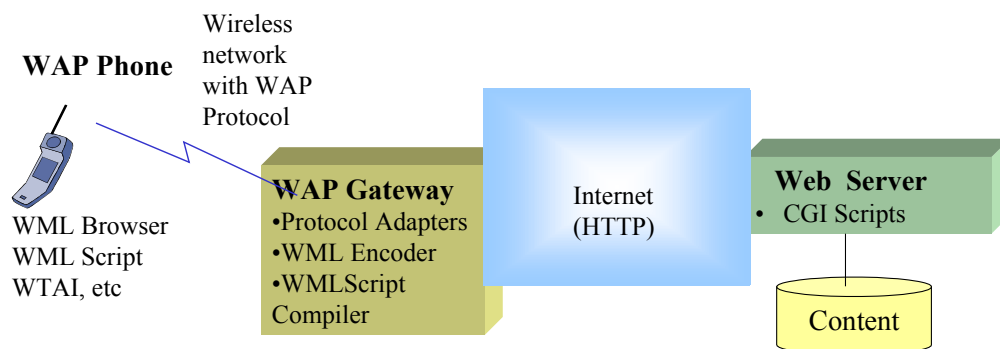 WAP Phone
Wireless
network
with WAP
Protocol
WML Browser
WML Script
WTAI, etc
WAP Gateway
•Protocol Adapters
•WML Encoder
•WMLScript
Compiler
Internet
(HTTP)
Web Server
• CGI Scripts
Content